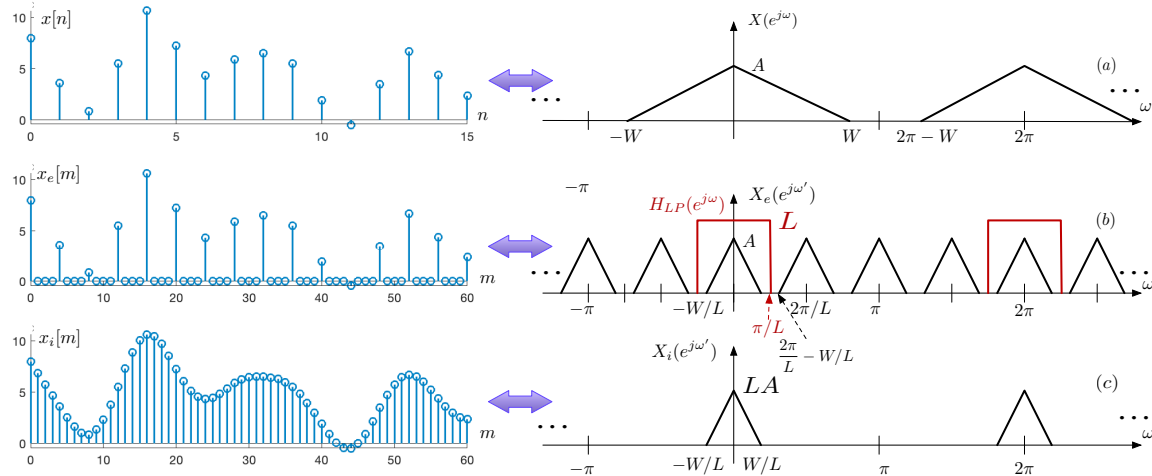 x[n]
10
5
0
0
5
10
15
n
X(e^{jω})
A
(a)
...
...
ω
−W
W
2π − W
2π
x_e[m]
10
5
0
0
10
20
30
40
50
60
m
−π
H_{LP}(e^{jω})
X_e(e^{jω′})
L
A
(b)
...
...
ω
−π
−W/L
2π/L
π
2π
π/L
2π/L − W/L
x_i[m]
10
5
0
0
10
20
30
40
50
60
m
X_i(e^{jω′})
LA
(c)
...
...
ω
−π
−W/L
W/L
π
2π